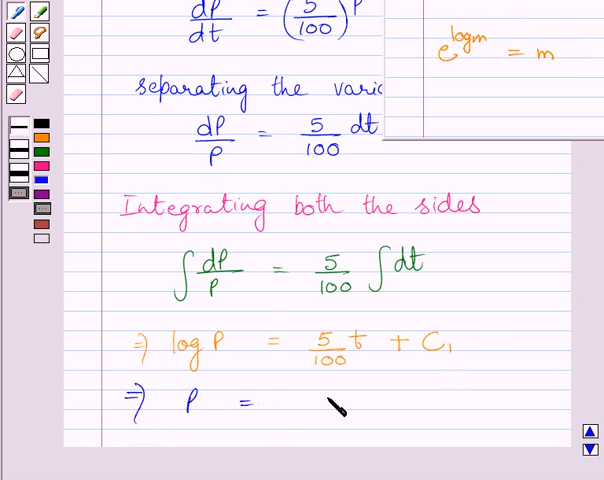 dP/dt = (5/100) P
e^logm = m
separating the
dP/P = 5/100 dt
Integrating both the sides
∫ dP/P = 5/100 ∫ dt
⇒ log P = 5/100 t + C₁
⇒ P =